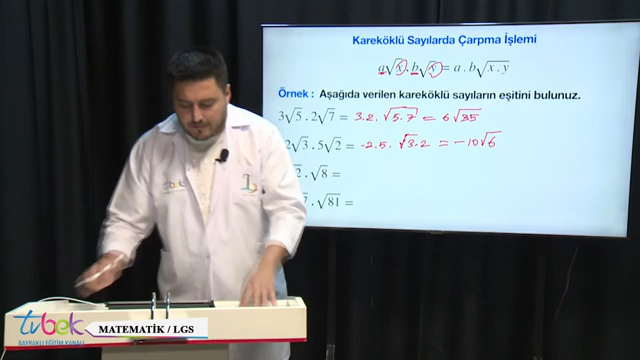 Kareköklü Sayılarda Çarpma İşlemi
a√x . b√y = a . b√x . y
Örnek : Aşağıda verilen kareköklü sayıların eşitini bulunuz.
3√5 . 2√7 = 3.2. √5.7 = 6√35
2√3 . 5√2 = -2.5. √3.2 = -10√6
2 . √8 =
. √81 =
tvbek
tvbek
BAYRAKLI EĞİTİM KANALI
MATEMATİK / LGS